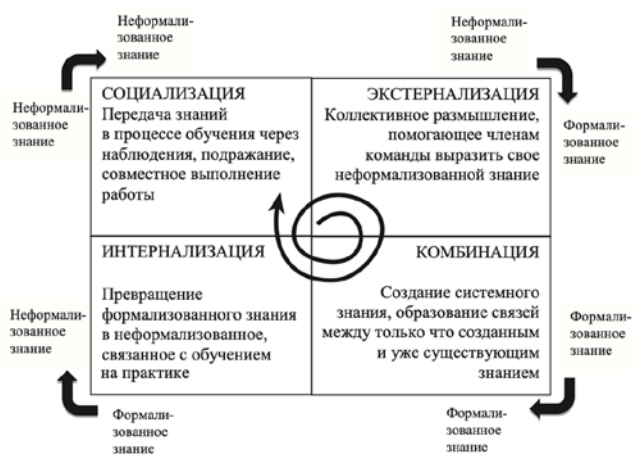 Неформали-
зованное
знание
Неформали-
зованное
знание
Неформали-
зованное
знание
Формали-
зованное
знание
СОЦИАЛИЗАЦИЯ
Передача знаний
в процессе обучения через
наблюдения, подражание,
совместное выполнение
работы
ЭКСТЕРНАЛИЗАЦИЯ
Коллективное размышление,
помогающее членам
команды выразить свое
неформализованной знание
ИНТЕРНАЛИЗАЦИЯ
Превращение
формализованного знания
в неформализованное,
связанное с обучением
на практике
КОМБИНАЦИЯ
Создание системного
знания, образование связей
между только что созданным
и уже существующим
знанием
Неформали-
зованное
знание
Формали-
зованное
знание
Формали-
зованное
знание
Формали-
зованное
знание